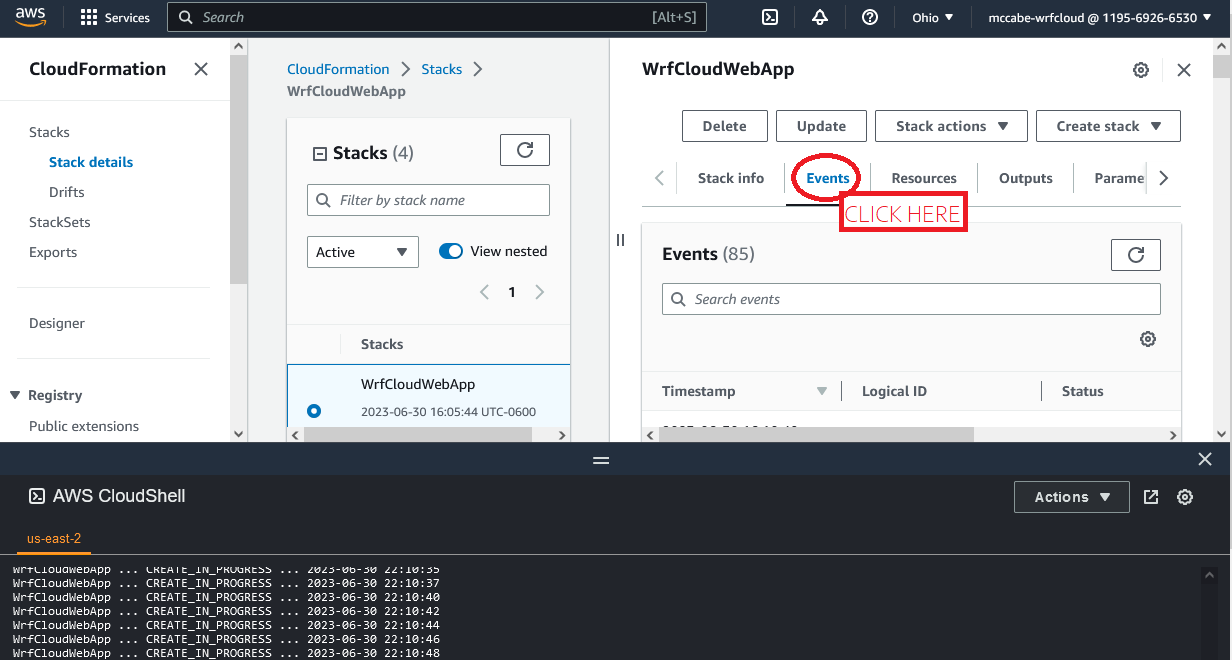 aws Services Search [Alt+S] Ohio mccabe-wrfcloud @ 1195-6926-6530
CloudFormation
Stacks
Stack details
Drifts
StackSets
Exports
Designer
Registry
Public extensions
CloudFormation Stacks
WrfCloudWebApp
Stacks (4)
Filter by stack name
Active View nested
1
Stacks
WrfCloudWebApp
2023-06-30 16:05:44 UTC-0600
WrfCloudWebApp
Delete Update Stack actions Create stack
Stack info Events Resources Outputs Parame
CLICK HERE
Events (85)
Search events
Timestamp Logical ID Status
AWS CloudShell Actions
us-east-2
WrfCloudWebApp ... CREATE_IN_PROGRESS ... 2023-06-30 22:10:35
WrfCloudWebApp ... CREATE_IN_PROGRESS ... 2023-06-30 22:10:37
WrfCloudWebApp ... CREATE_IN_PROGRESS ... 2023-06-30 22:10:40
WrfCloudWebApp ... CREATE_IN_PROGRESS ... 2023-06-30 22:10:42
WrfCloudWebApp ... CREATE_IN_PROGRESS ... 2023-06-30 22:10:44
WrfCloudWebApp ... CREATE_IN_PROGRESS ... 2023-06-30 22:10:46
WrfCloudWebApp ... CREATE_IN_PROGRESS ... 2023-06-30 22:10:48